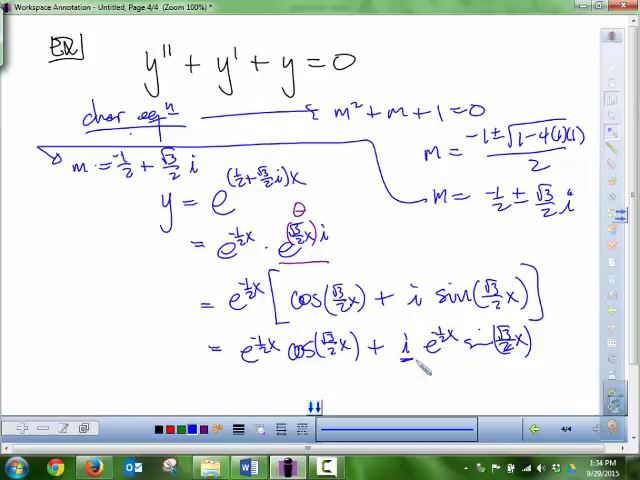 Workspace Annotation - Untitled, Page 4/4 (Zoom 100%) *
EX
y'' + y' + y = 0
char eqⁿ m² + m + 1 = 0
m = (-1 ± √(1-4(1)(1)))/2
m = -1/2 + √3/2 i
m = -1/2 ± √3/2 i
y = e^((1/2 + √3/2 i)x)
θ
= e^(-1/2 x) · e^((√3/2 x) i)
= e^(-1/2 x) [ cos(√3/2 x) + i sin(√3/2 x) ]
= e^(-1/2 x) cos(√3/2 x) + i e^(-1/2 x) sin(√3/2 x)
4/4
1:34 PM
9/29/2015